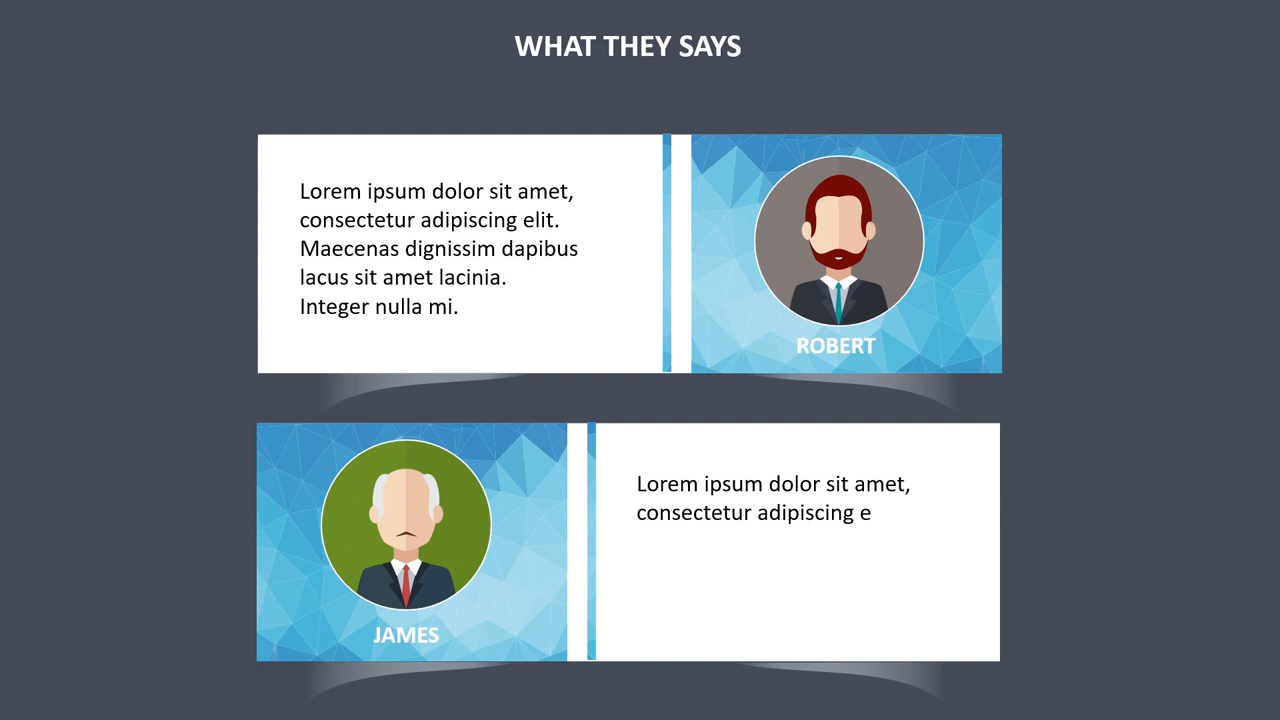 WHAT THEY SAYS
Lorem ipsum dolor sit amet,
consectetur adipiscing elit.
Maecenas dignissim dapibus
lacus sit amet lacinia.
Integer nulla mi.
ROBERT
JAMES
Lorem ipsum dolor sit amet,
consectetur adipiscing e